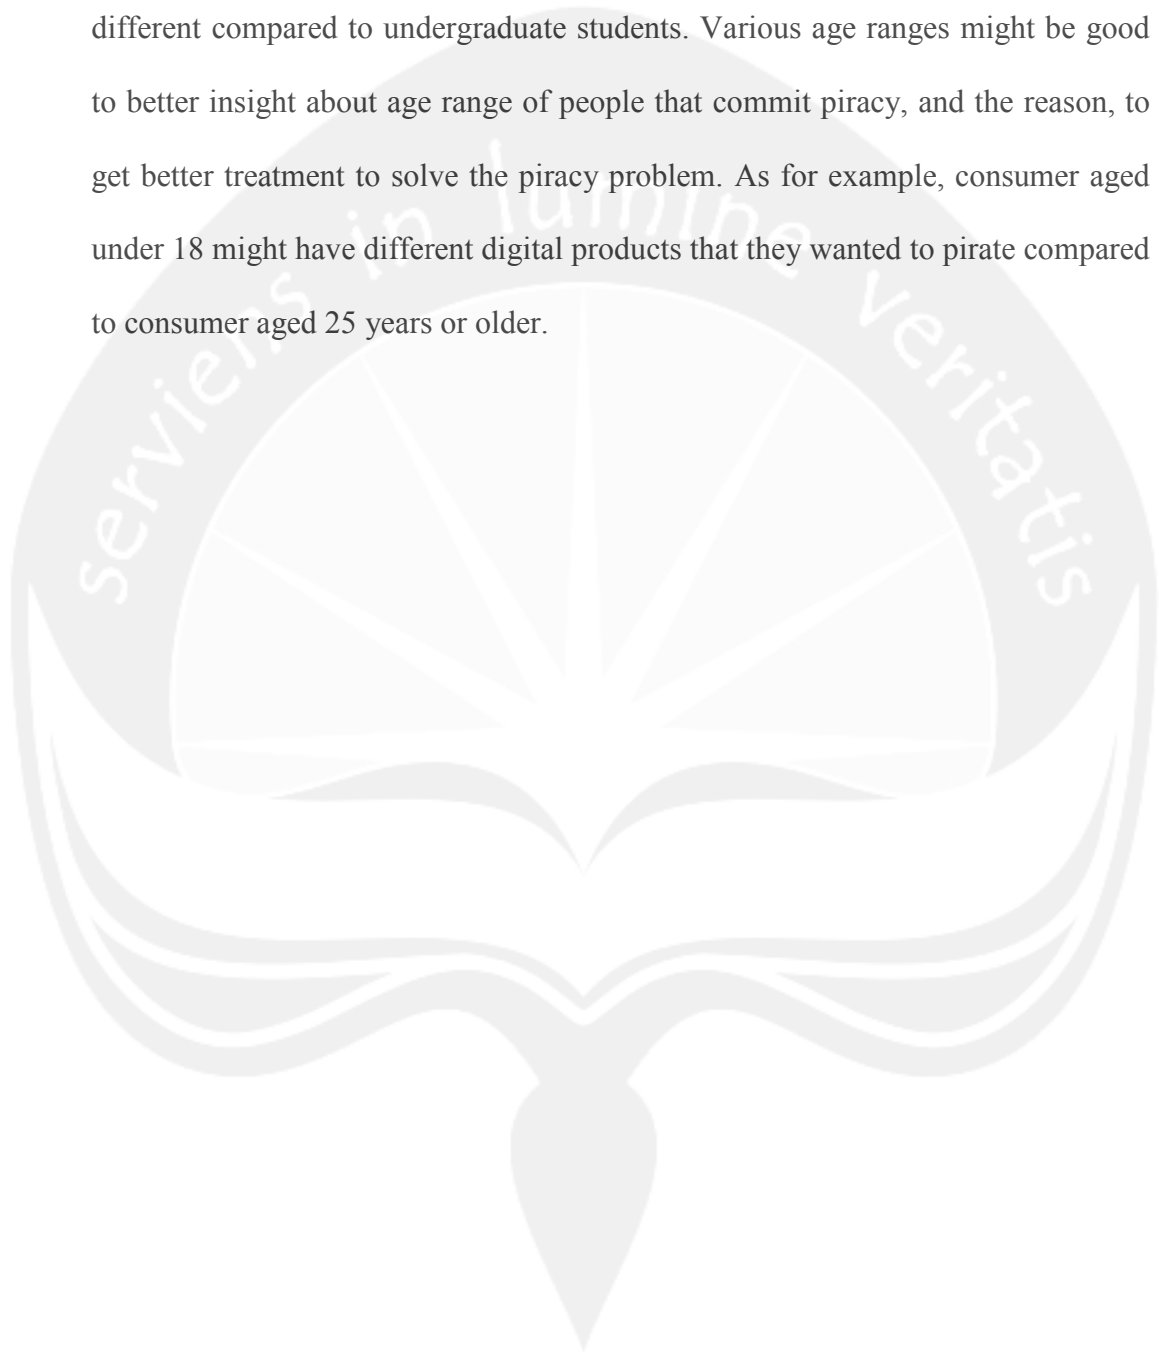 different compared to undergraduate students. Various age ranges might be good
to better insight about age range of people that commit piracy, and the reason, to
get better treatment to solve the piracy problem. As for example, consumer aged
under 18 might have different digital products that they wanted to pirate compared
to consumer aged 25 years or older.
serviens in lumine veritatis